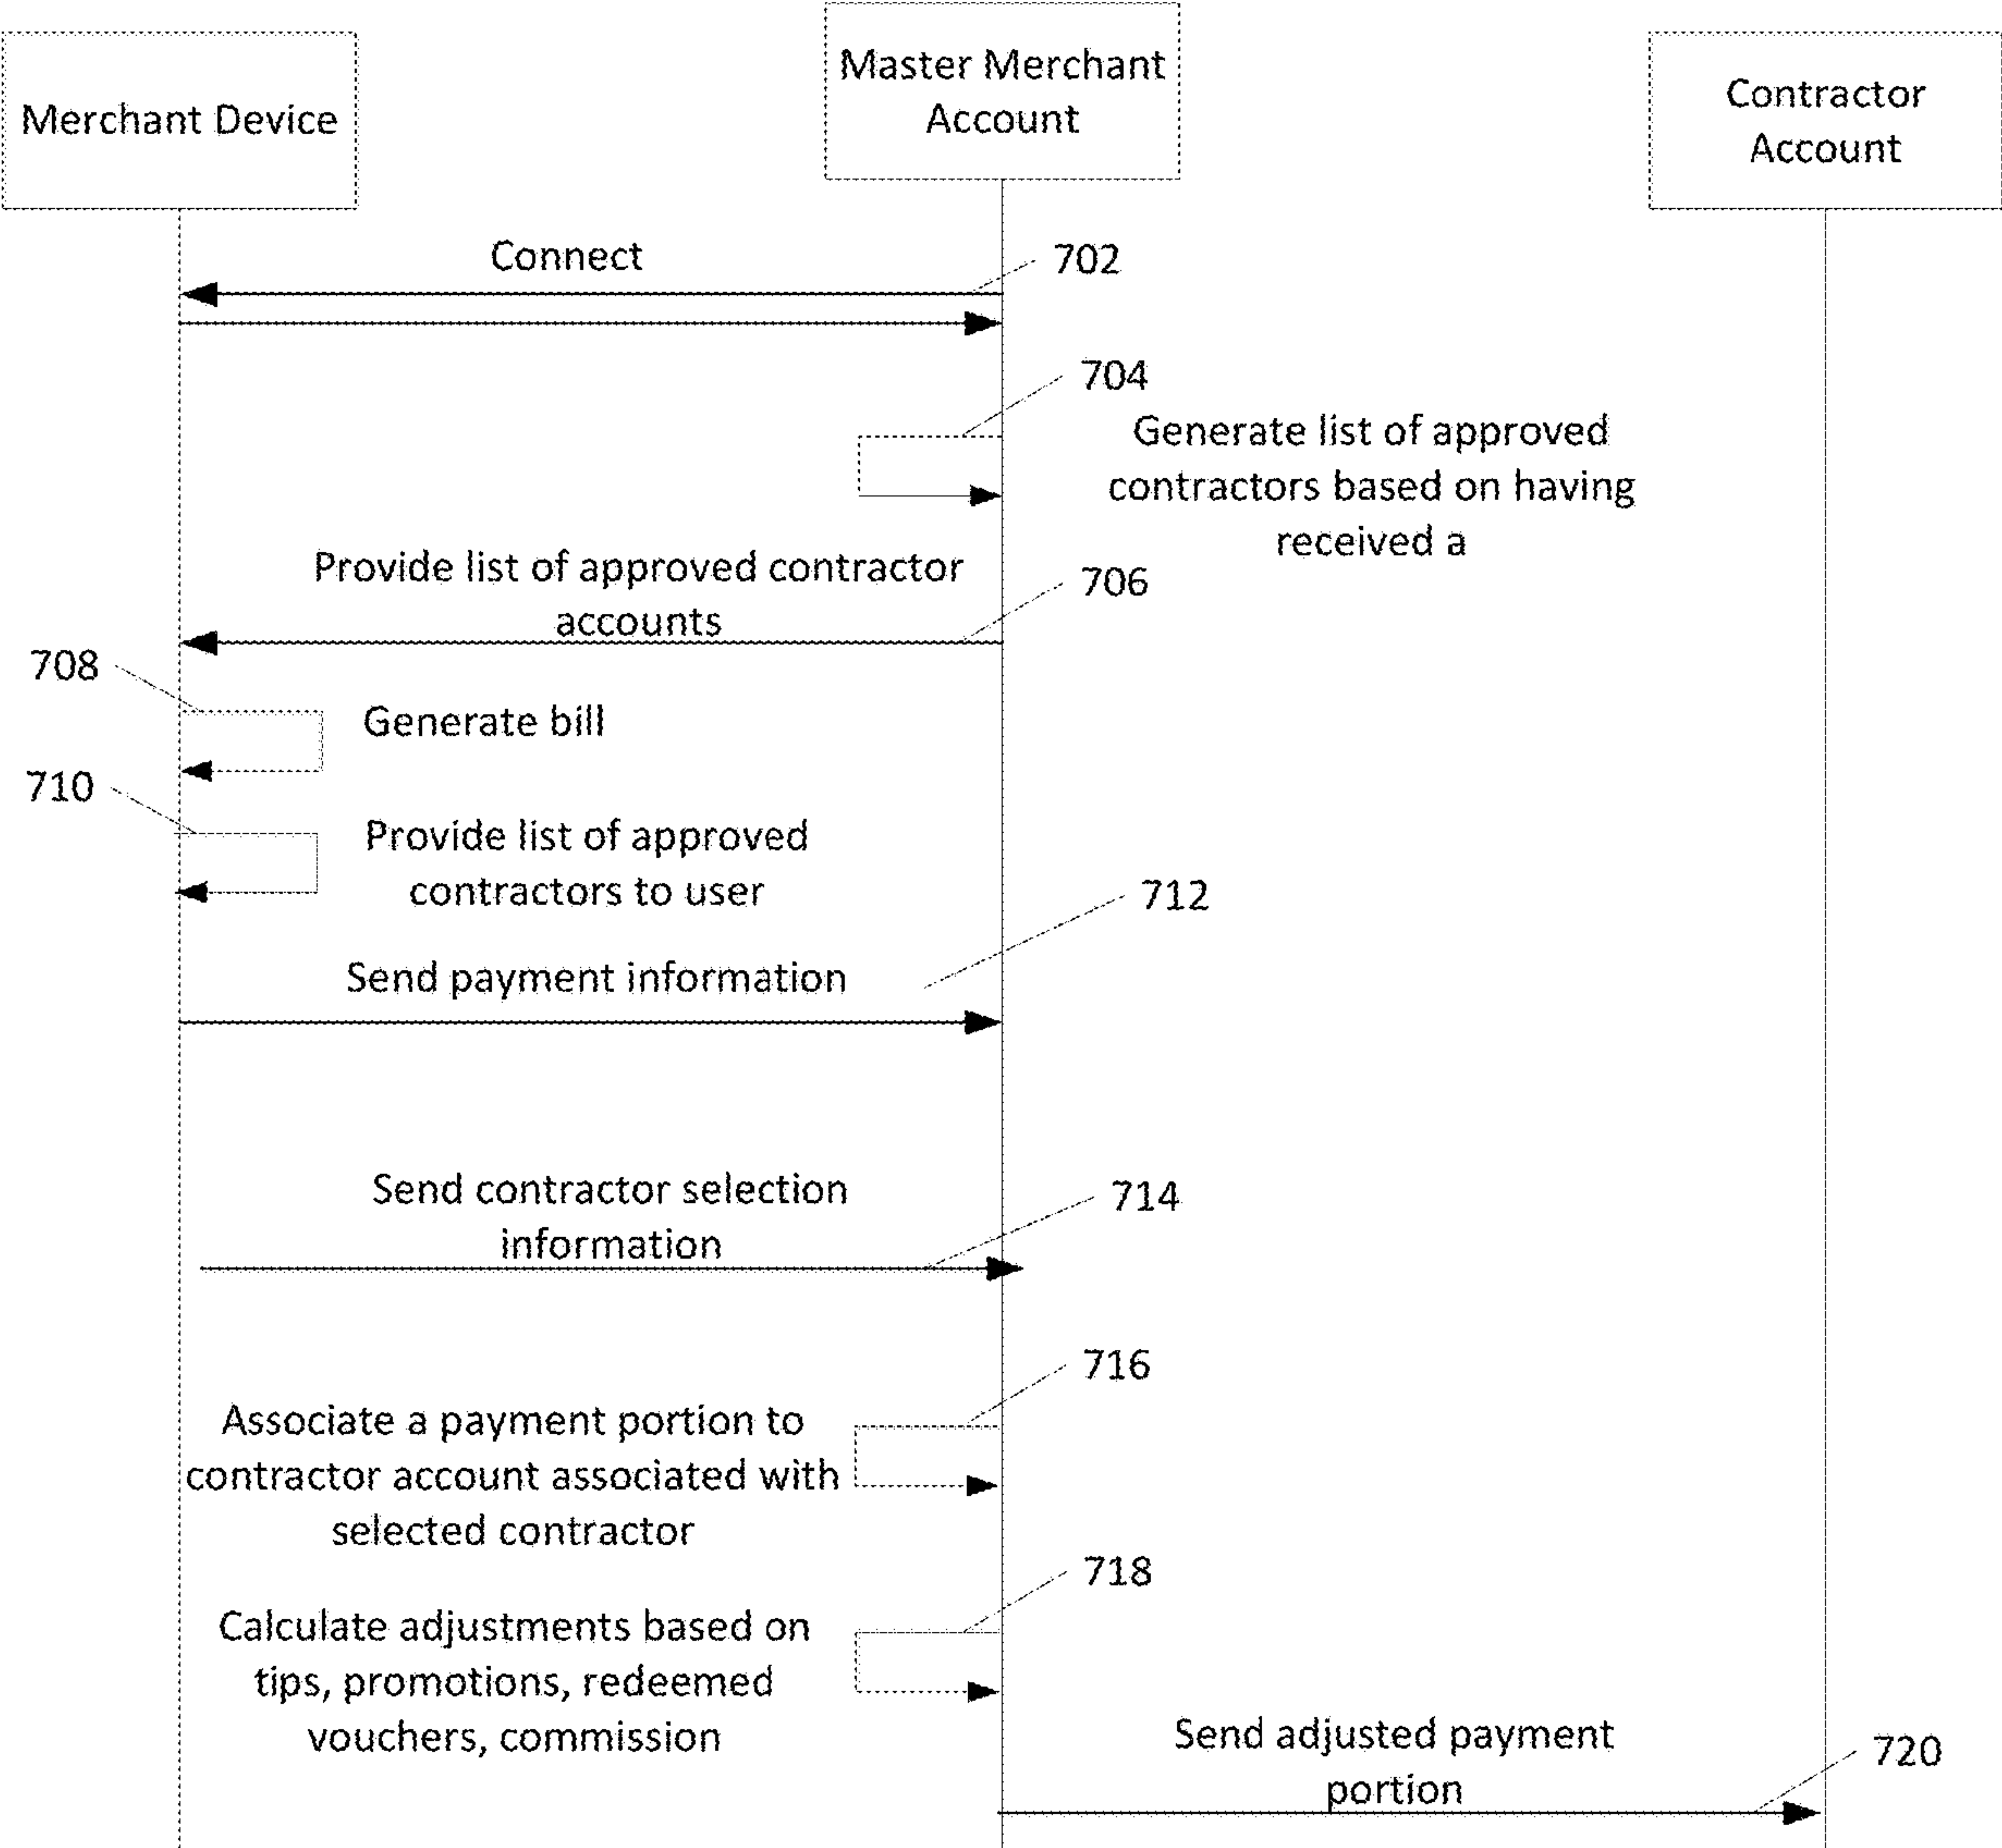 Merchant Device
Master Merchant
Account
Contractor
Account
Connect
702
704
Generate list of approved
contractors based on having
received a
Provide list of approved contractor
accounts
706
708
Generate bill
710
Provide list of approved
contractors to user
712
Send payment information
Send contractor selection
information
714
716
Associate a payment portion to
contractor account associated with
selected contractor
718
Calculate adjustments based on
tips, promotions, redeemed
vouchers, commission
Send adjusted payment
portion
720